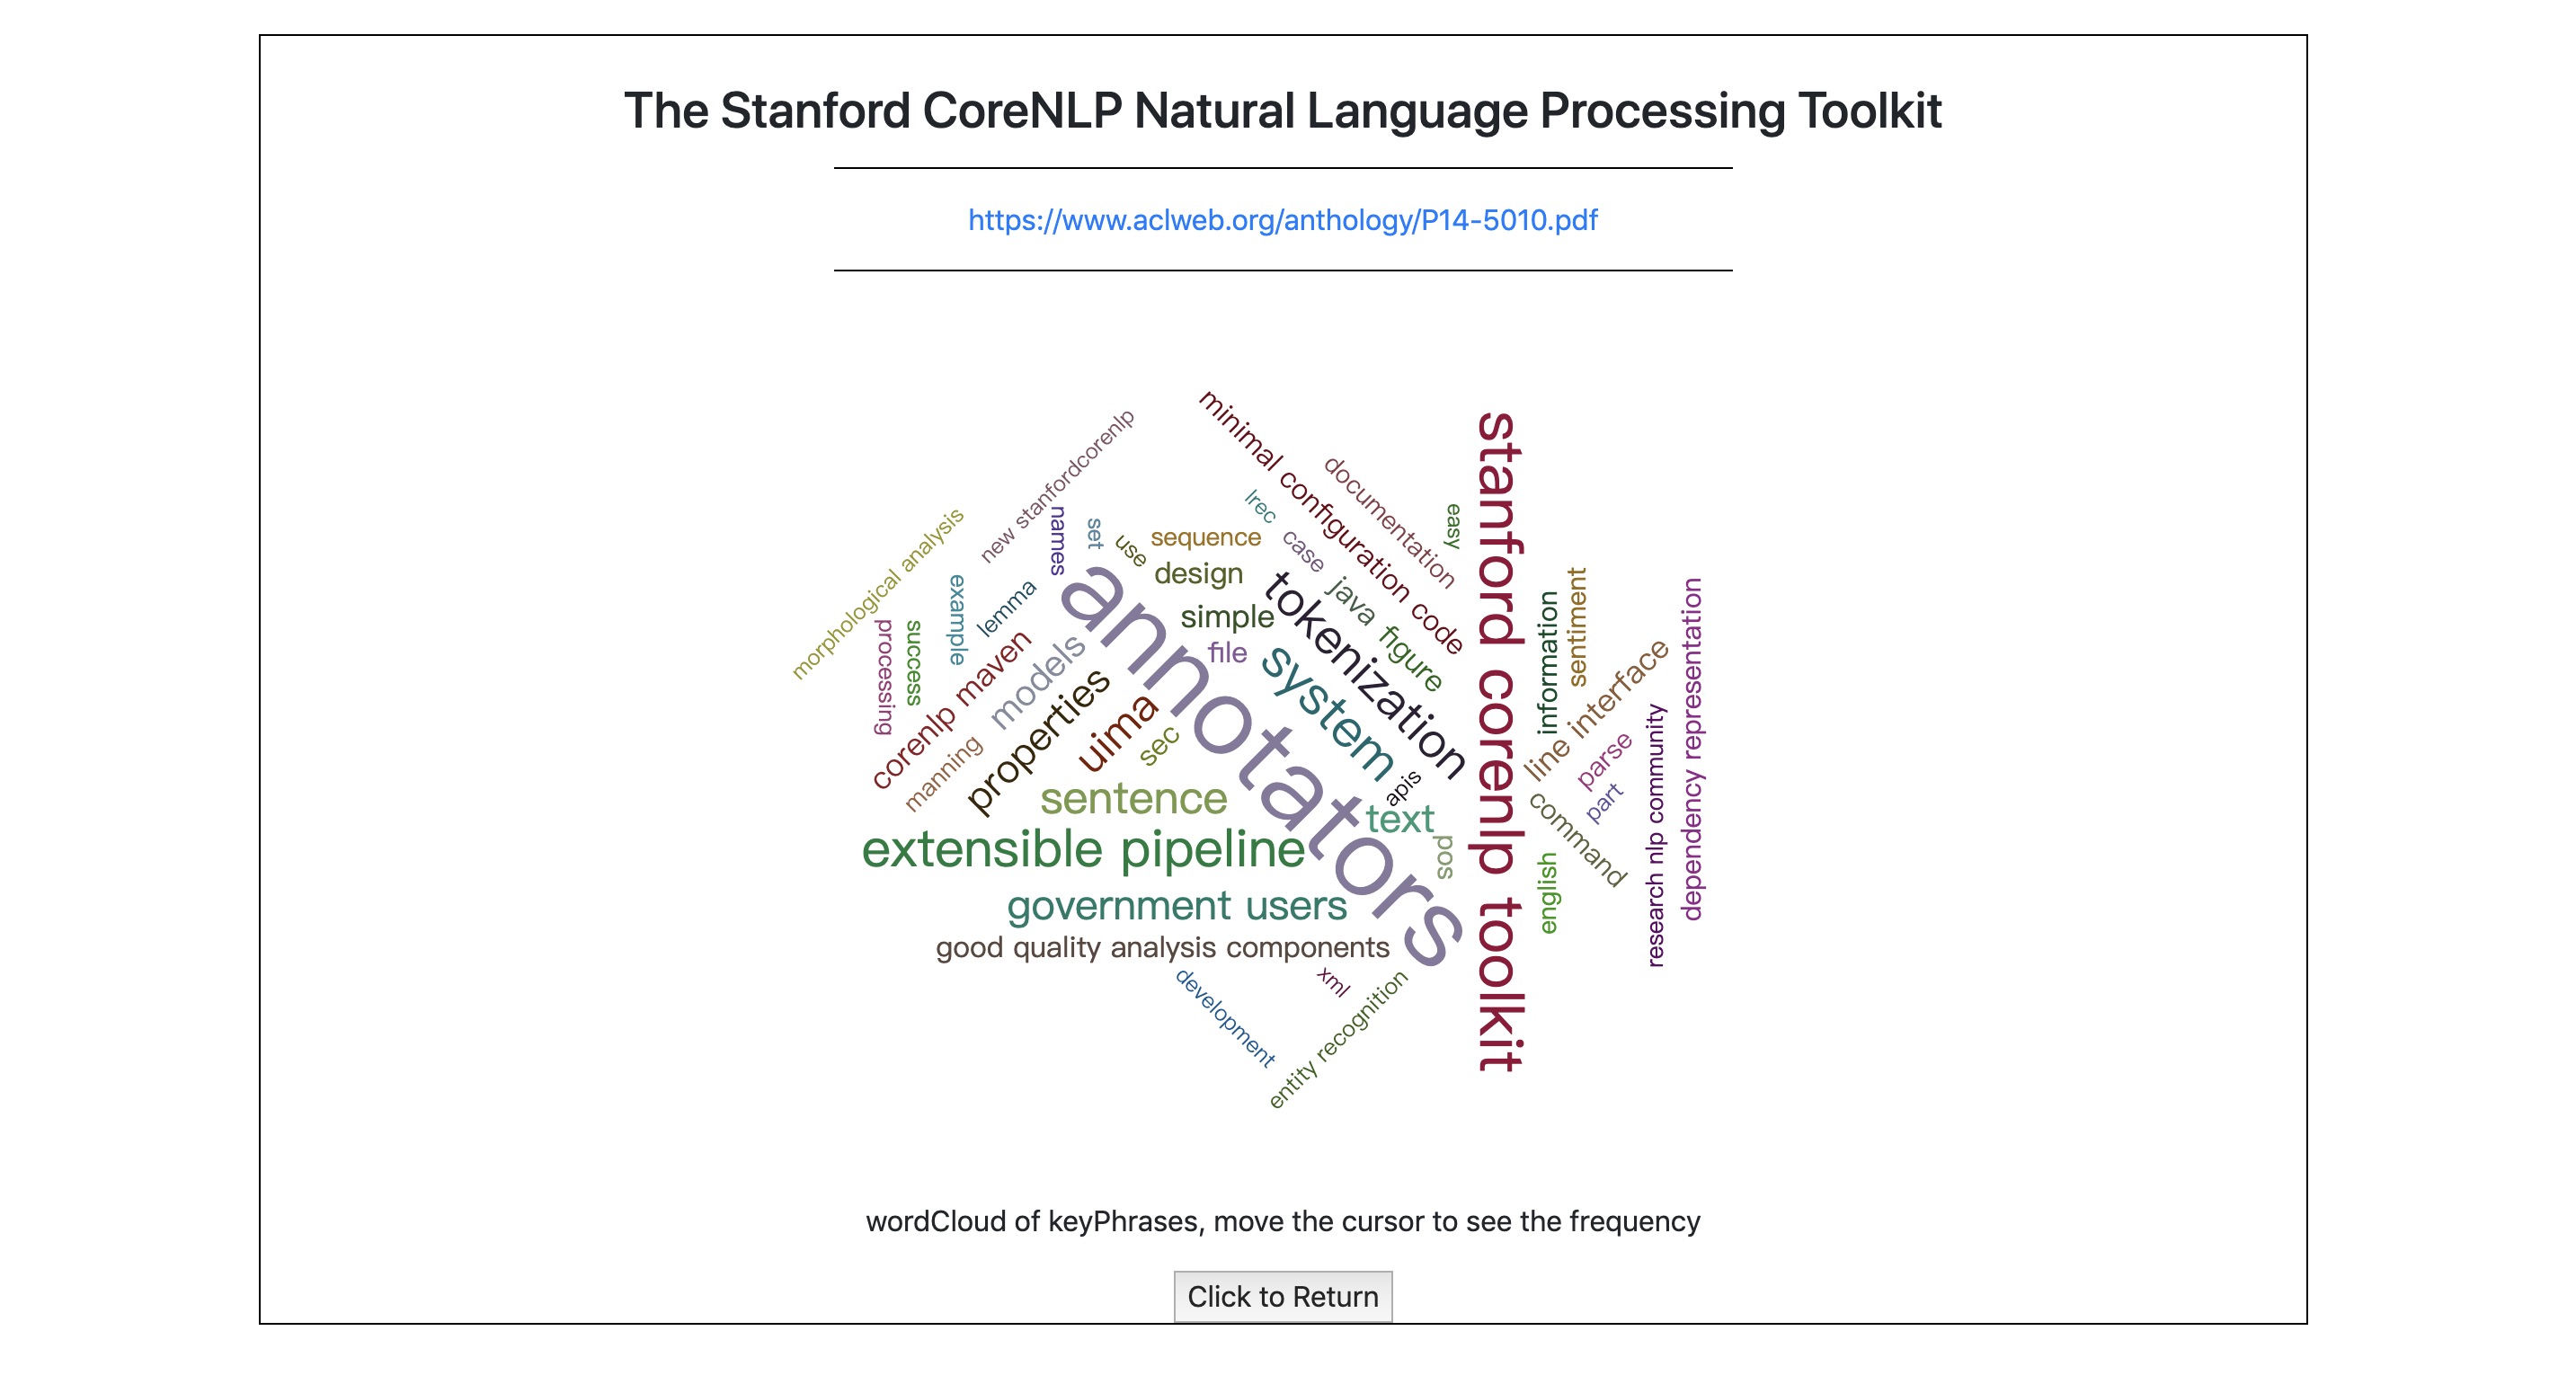 The Stanford CoreNLP Natural Language Processing Toolkit
https://www.aclweb.org/anthology/P14-5010.pdf
minimal configuration code
documentation
new stanfordcorenlp
stanford corenlp toolkit
lrec
easy
names
set
use
sequence
case
morphological analysis
design
java
tokenization
annotators
example
lemma
simple
figure
information
sentiment
dependency representation
processing
success
file
system
corenlp maven
models
properties
uima
sec
line interface
parse
part
research nlp community
manning
sentence
apis
text
command
extensible pipeline
pos
english
government users
good quality analysis components
development
xml
entity recognition
wordCloud of keyPhrases, move the cursor to see the frequency
Click to Return